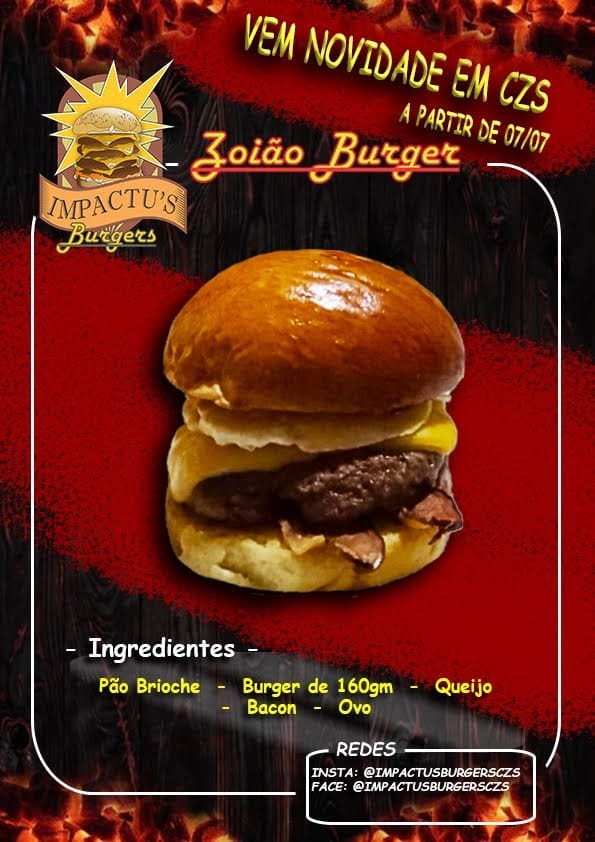 VEM NOVIDADE EM CZS
A PARTIR DE 07/07
Zoião Burger
IMPACTU'S
Burgers
- Ingredientes -
Pão Brioche - Burger de 160gm - Queijo
- Bacon - Ovo
REDES
INSTA: @IMPACTUSBURGERSCZS
FACE: @IMPACTUSBURGERSCZS